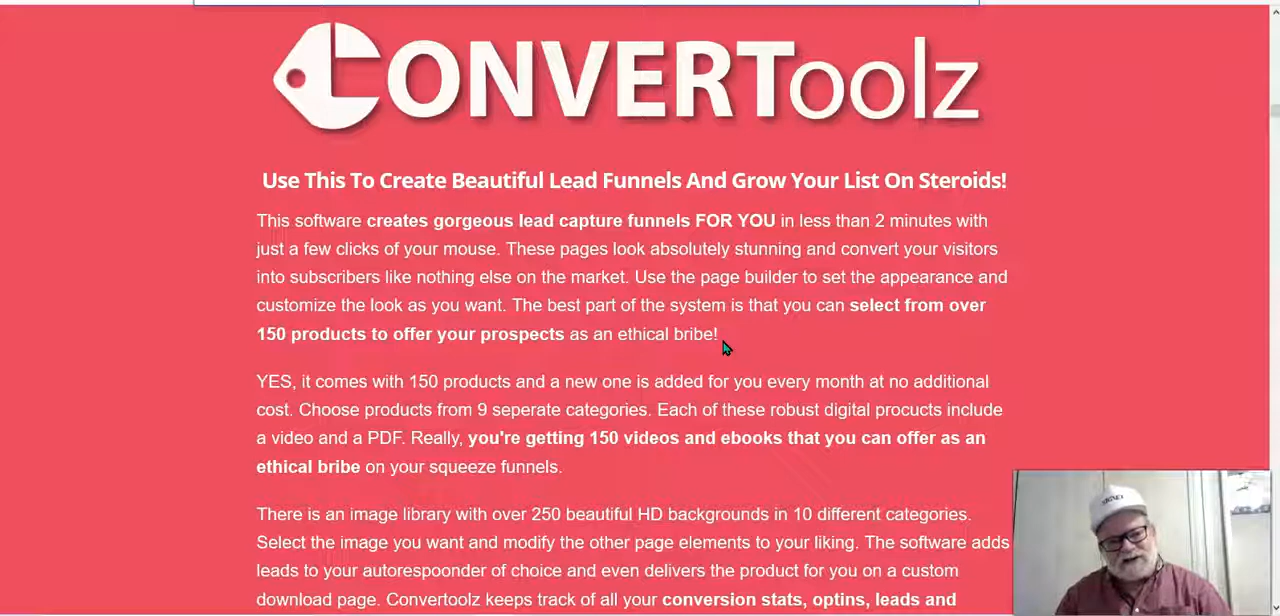 CONVERToolz
Use This To Create Beautiful Lead Funnels And Grow Your List On Steroids!
This software creates gorgeous lead capture funnels FOR YOU in less than 2 minutes with
just a few clicks of your mouse. These pages look absolutely stunning and convert your visitors
into subscribers like nothing else on the market. Use the page builder to set the appearance and
customize the look as you want. The best part of the system is that you can select from over
150 products to offer your prospects as an ethical bribe!
YES, it comes with 150 products and a new one is added for you every month at no additional
cost. Choose products from 9 seperate categories. Each of these robust digital procucts include
a video and a PDF. Really, you're getting 150 videos and ebooks that you can offer as an
ethical bribe on your squeeze funnels.
There is an image library with over 250 beautiful HD backgrounds in 10 different categories.
Select the image you want and modify the other page elements to your liking. The software adds
leads to your autorespoonder of choice and even delivers the product for you on a custom
download page. Convertoolz keeps track of all your conversion stats, optins, leads and